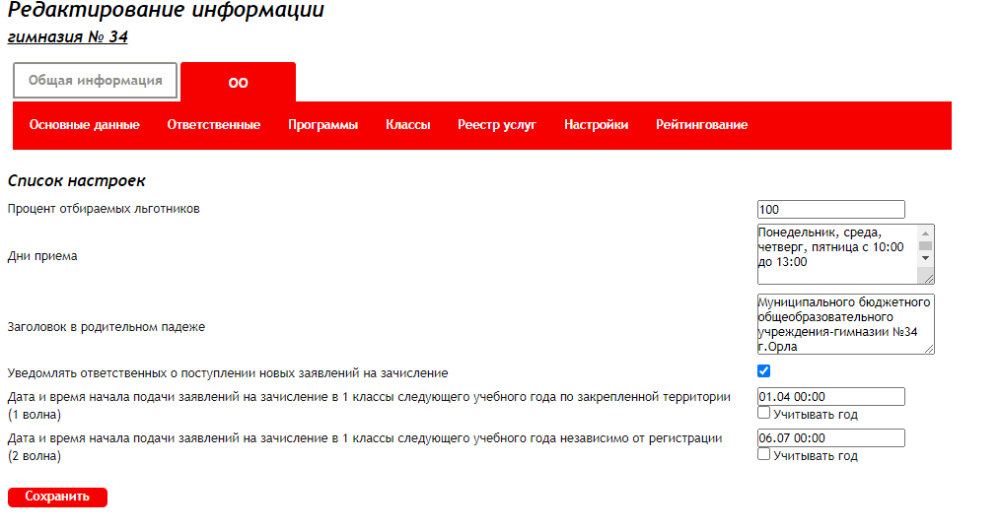 Редактирование информации
гимназия № 34
Общая информация
ОО
Основные данные Ответственные Программы Классы Реестр услуг Настройки Рейтингование
Список настроек
Процент отбираемых льготников
100
Дни приема
Понедельник, среда,
четверг, пятница с 10:00
до 13:00
Заголовок в родительном падеже
Муниципального бюджетного
общеобразовательного
учреждения-гимназии №34
г.Орла
Уведомлять ответственных о поступлении новых заявлений на зачисление
Дата и время начала подачи заявлений на зачисление в 1 классы следующего учебного года по закрепленной территории
(1 волна)
01.04 00:00
Учитывать год
Дата и время начала подачи заявлений на зачисление в 1 классы следующего учебного года независимо от регистрации
(2 волна)
06.07 00:00
Учитывать год
Сохранить